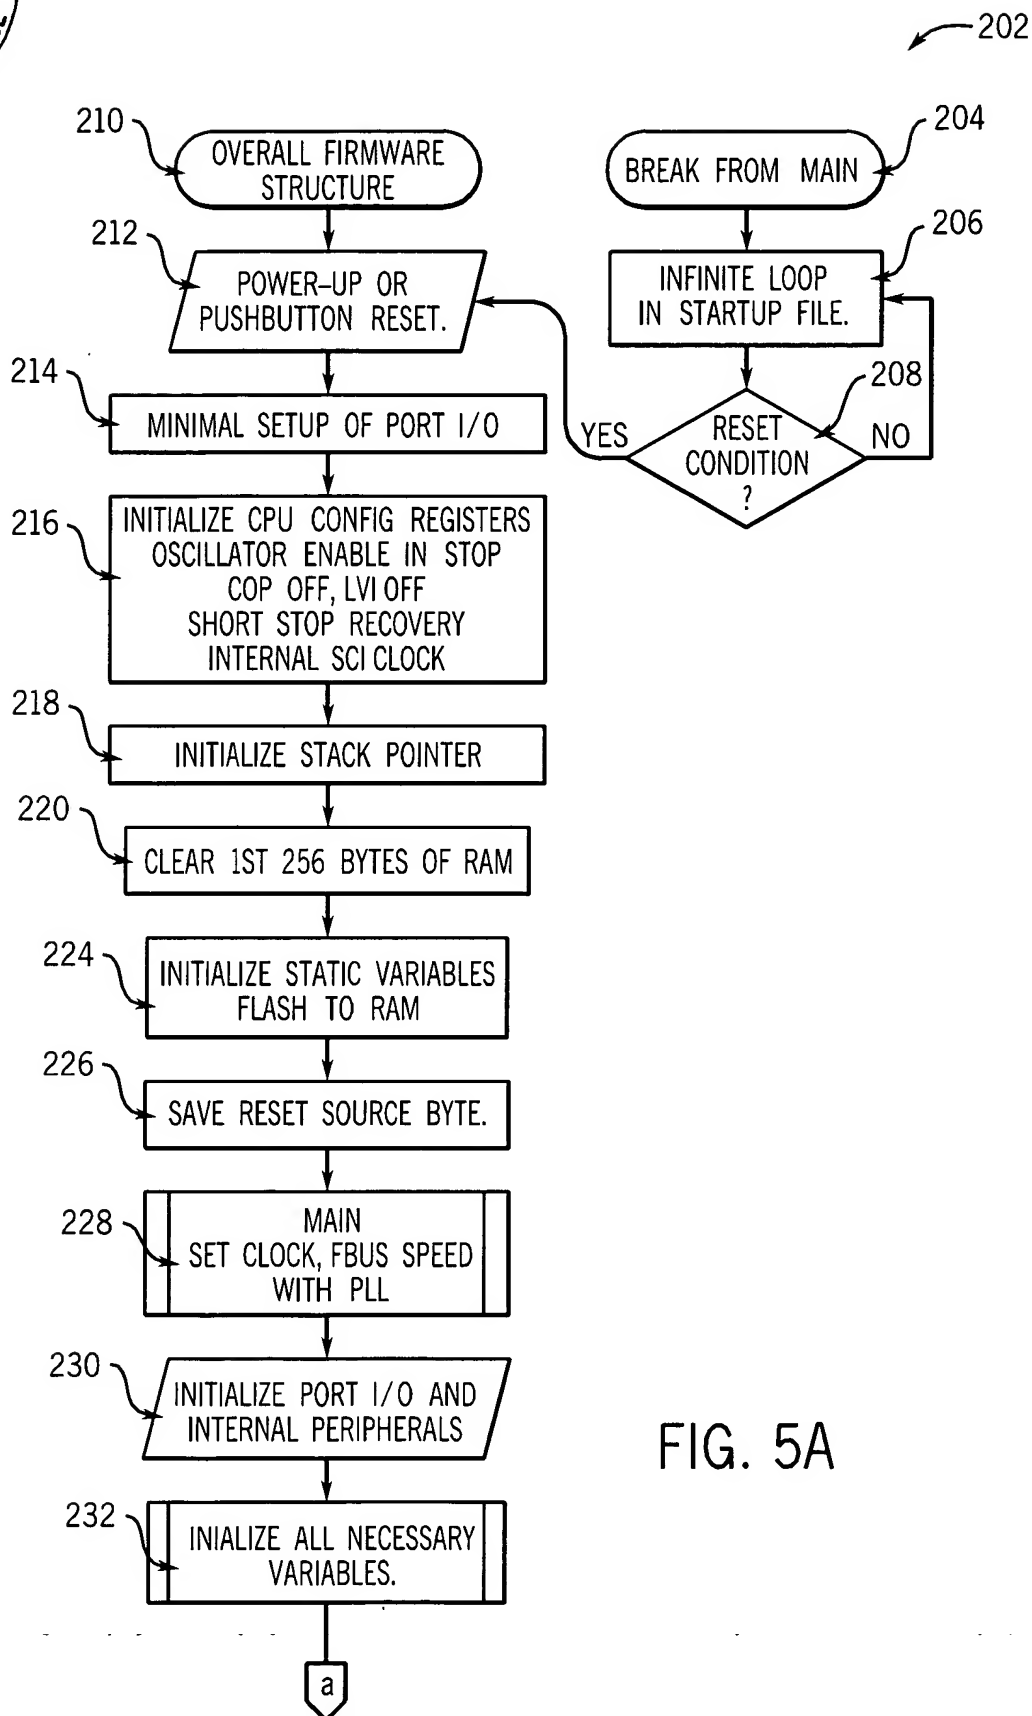 202
210
OVERALL FIRMWARE
STRUCTURE
204
BREAK FROM MAIN
212
POWER-UP OR
PUSHBUTTON RESET.
206
INFINITE LOOP
IN STARTUP FILE.
214
MINIMAL SETUP OF PORT I/O
208
RESET
CONDITION
?
YES
NO
216
INITIALIZE CPU CONFIG REGISTERS
OSCILLATOR ENABLE IN STOP
COP OFF, LVI OFF
SHORT STOP RECOVERY
INTERNAL SCI CLOCK
218
INITIALIZE STACK POINTER
220
CLEAR 1ST 256 BYTES OF RAM
224
INITIALIZE STATIC VARIABLES
FLASH TO RAM
226
SAVE RESET SOURCE BYTE.
228
MAIN
SET CLOCK, FBUS SPEED
WITH PLL
230
INITIALIZE PORT I/O AND
INTERNAL PERIPHERALS
232
INIALIZE ALL NECESSARY
VARIABLES.
a
FIG. 5A